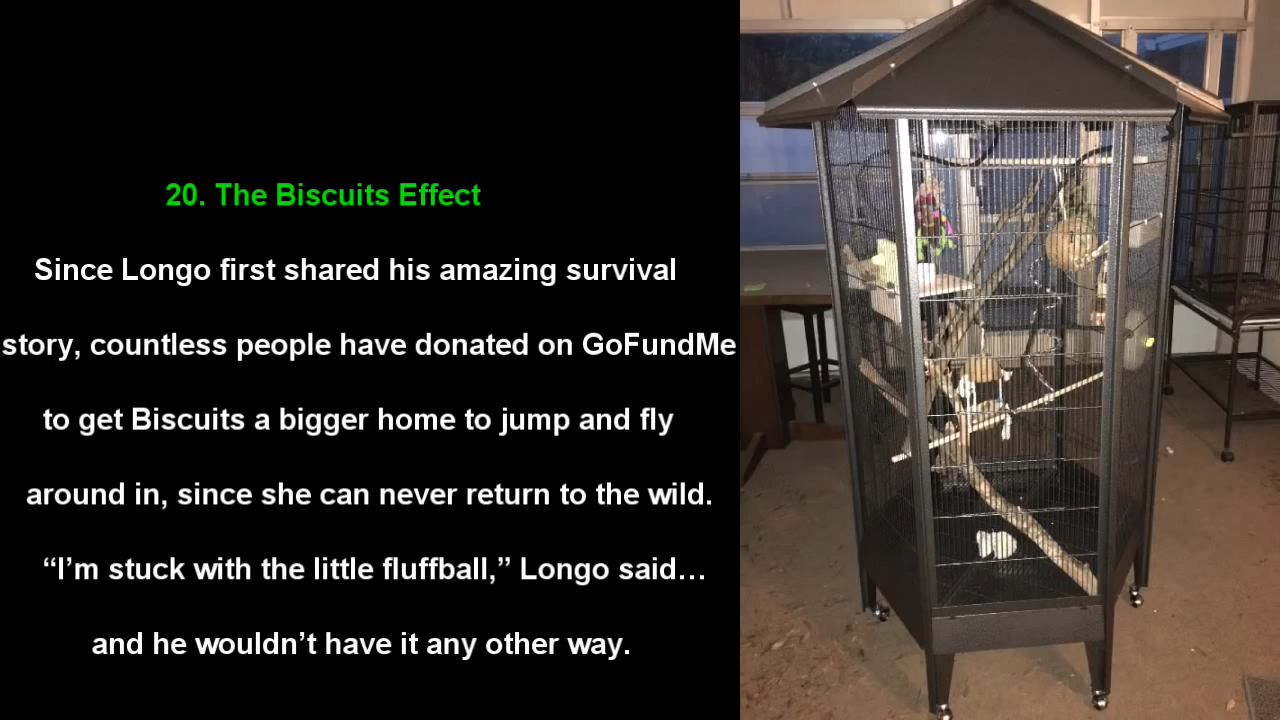 20. The Biscuits Effect
Since Longo first shared his amazing survival
story, countless people have donated on GoFundMe
to get Biscuits a bigger home to jump and fly
around in, since she can never return to the wild.
“I’m stuck with the little fluffball,” Longo said…
and he wouldn’t have it any other way.